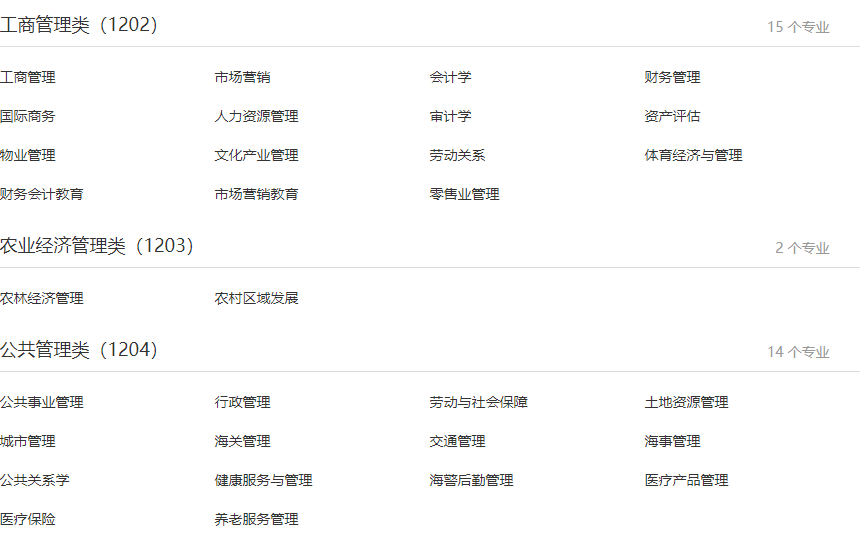 工商管理类（1202） 15 个专业
工商管理 市场营销 会计学 财务管理
国际商务 人力资源管理 审计学 资产评估
物业管理 文化产业管理 劳动关系 体育经济与管理
财务会计教育 市场营销教育 零售业管理
农业经济管理类（1203） 2 个专业
农林经济管理 农村区域发展
公共管理类（1204） 14 个专业
公共事业管理 行政管理 劳动与社会保障 土地资源管理
城市管理 海关管理 交通管理 海事管理
公共关系学 健康服务与管理 海警后勤管理 医疗产品管理
医疗保险 养老服务管理